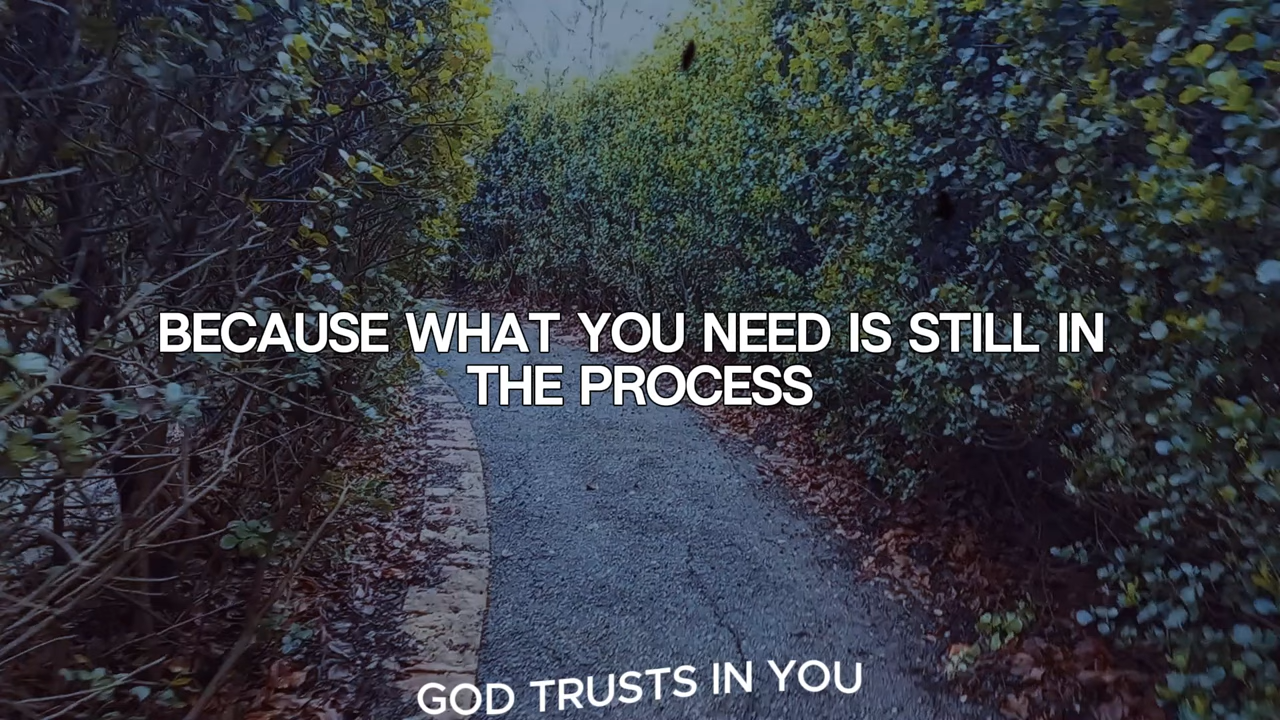 BECAUSE WHAT YOU NEED IS STILL IN
THE PROCESS
GOD TRUSTS IN YOU